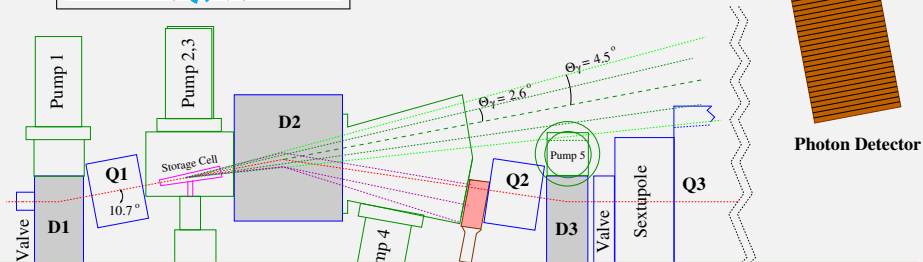 Pump 1
Pump 2,3
Θγ = 4.5°
Θγ = 2.6°
D2
Photon Detector
Storage Cell
Pump 5
Q1
Q2
Q3
10.7°
Valve
D1
D3
Valve
Sextupole
mp 4